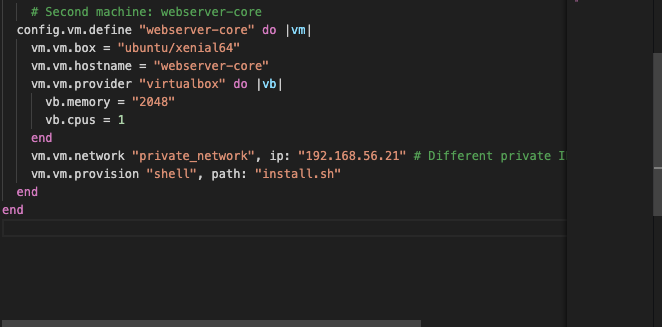 # Second machine: webserver-core
config.vm.define "webserver-core" do |vm|
vm.vm.box = "ubuntu/xenial64"
vm.vm.hostname = "webserver-core"
vm.vm.provider "virtualbox" do |vb|
vb.memory = "2048"
vb.cpus = 1
end
vm.vm.network "private_network", ip: "192.168.56.21" # Different private
vm.vm.provision "shell", path: "install.sh"
end
end